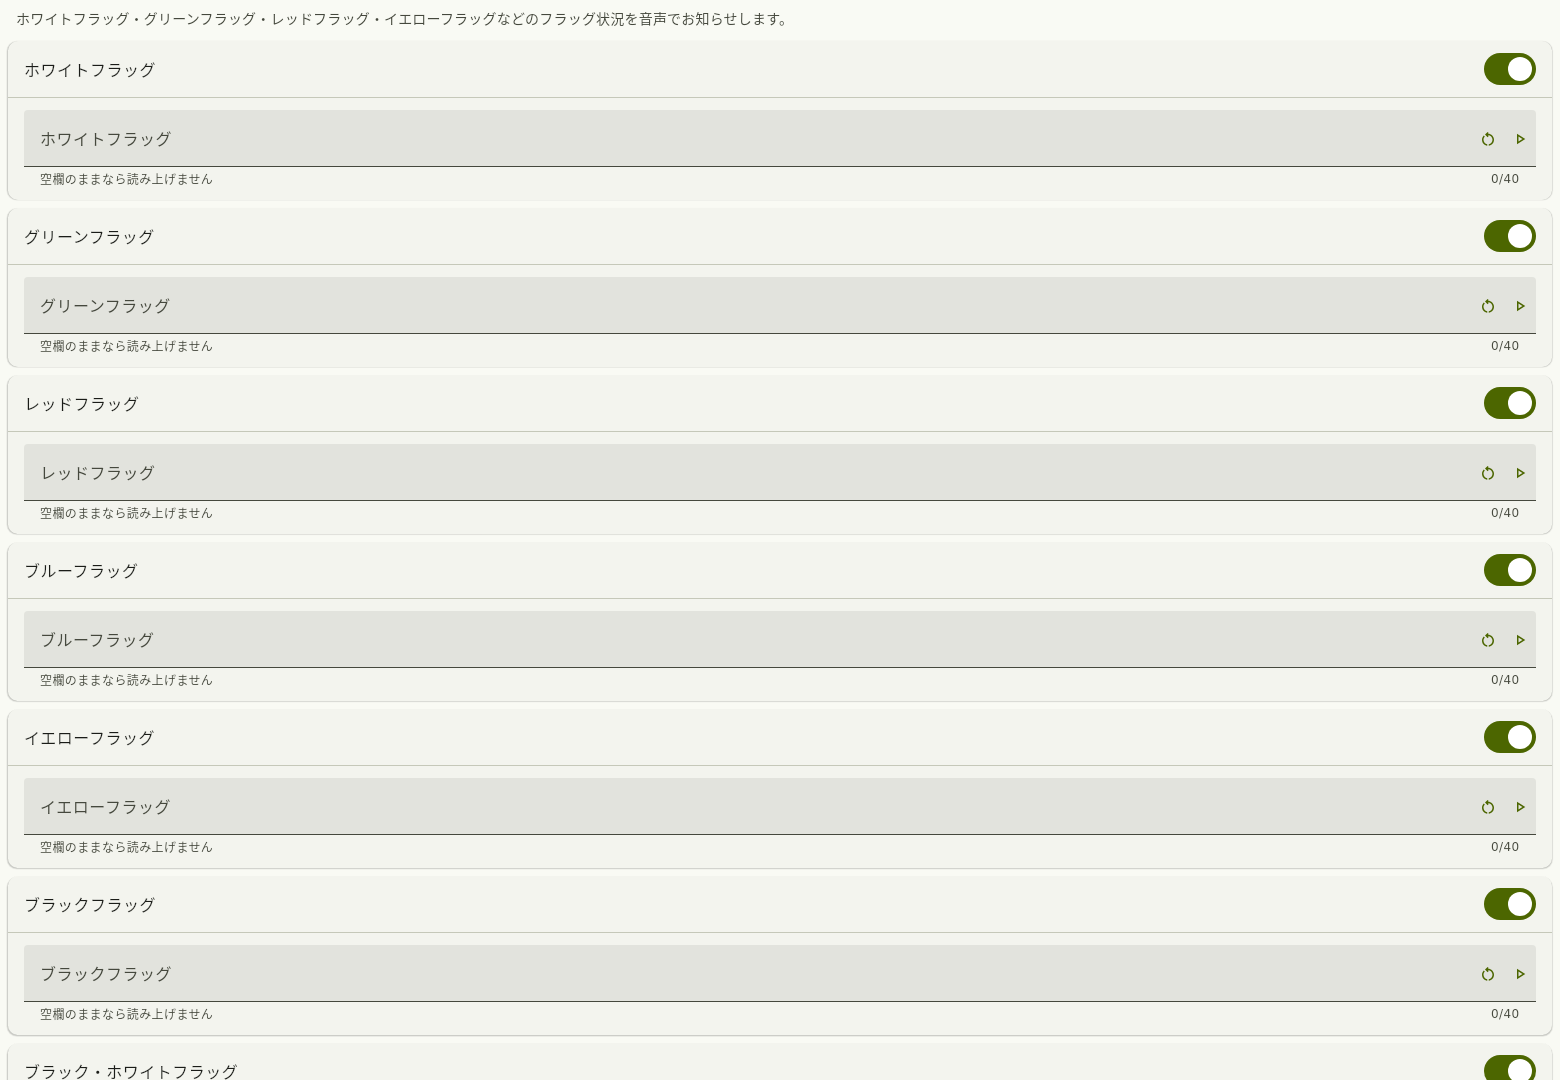 ホワイトフラッグ・グリーンフラッグ・レッドフラッグ・イエローフラッグなどのフラッグ状況を音声でお知らせします。
ホワイトフラッグ
ホワイトフラッグ
空欄のままなら読み上げません 0/40
グリーンフラッグ
グリーンフラッグ
空欄のままなら読み上げません 0/40
レッドフラッグ
レッドフラッグ
空欄のままなら読み上げません 0/40
ブルーフラッグ
ブルーフラッグ
空欄のままなら読み上げません 0/40
イエローフラッグ
イエローフラッグ
空欄のままなら読み上げません 0/40
ブラックフラッグ
ブラックフラッグ
空欄のままなら読み上げません 0/40
ブラック・ホワイトフラッグ